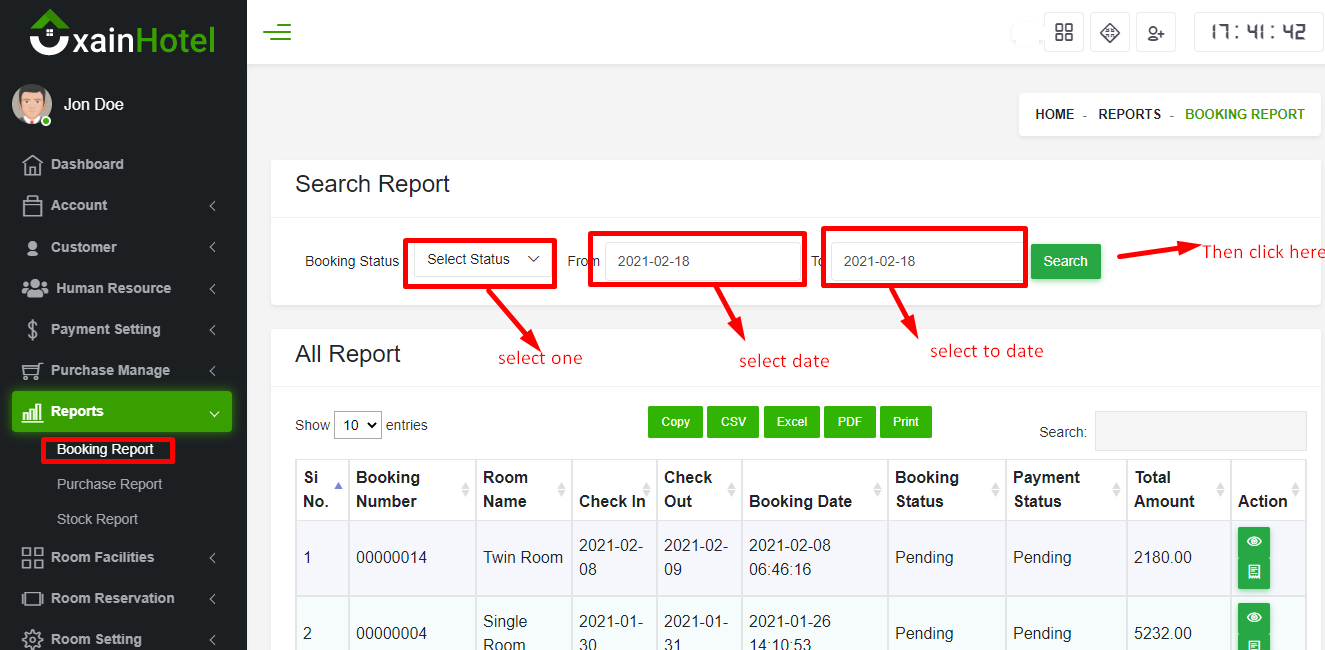 xainHotel
17:41:42
Jon Doe
HOME - REPORTS - BOOKING REPORT
Dashboard
Account
Customer
Human Resource
Payment Setting
Purchase Manage
Reports
Booking Report
Purchase Report
Stock Report
Room Facilities
Room Reservation
Room Setting
Search Report
Booking Status Select Status From 2021-02-18 To 2021-02-18 Search
Then click here
select one
select date
select to date
All Report
Show 10 entries
Copy CSV Excel PDF Print
Search:
Si No. Booking Number Room Name Check In Check Out Booking Date Booking Status Payment Status Total Amount Action
1 00000014 Twin Room 2021-02-08 2021-02-09 2021-02-08 06:46:16 Pending Pending 2180.00
2 00000004 Single Room 2021-01-30 2021-01-31 2021-01-26 14:10:53 Pending Pending 5232.00